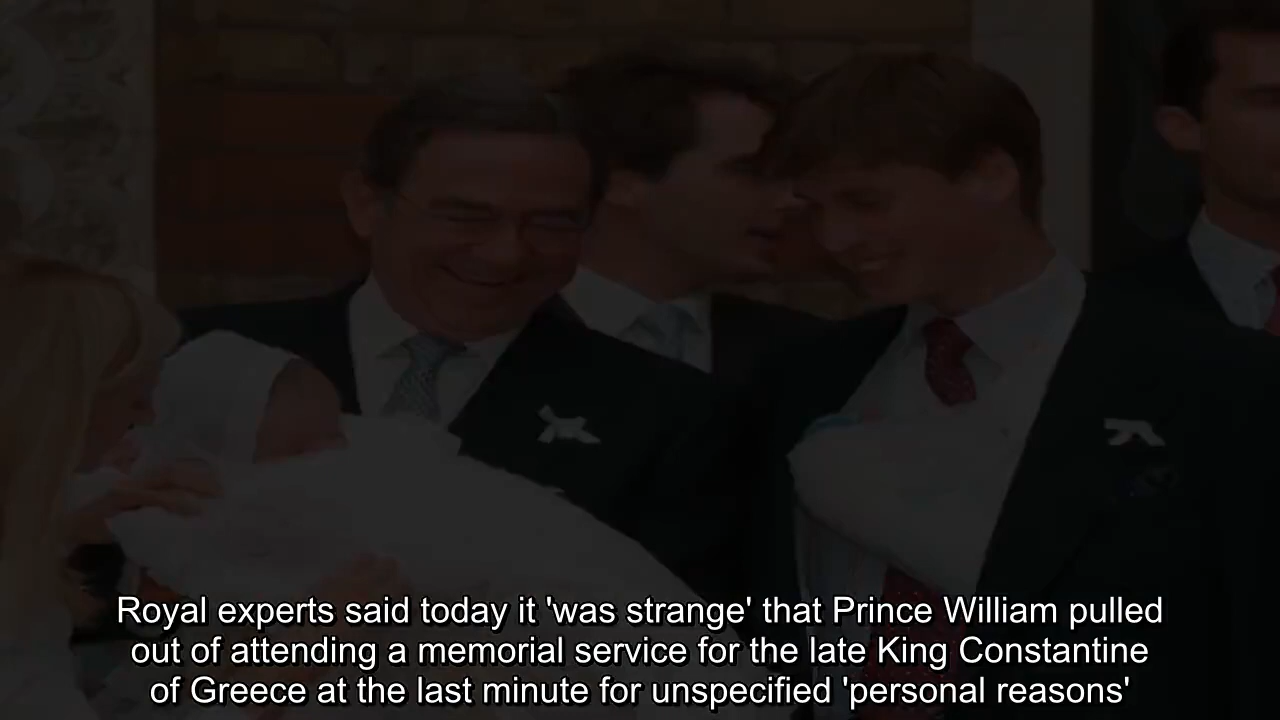 Royal experts said today it 'was strange' that Prince William pulled
out of attending a memorial service for the late King Constantine
of Greece at the last minute for unspecified 'personal reasons'